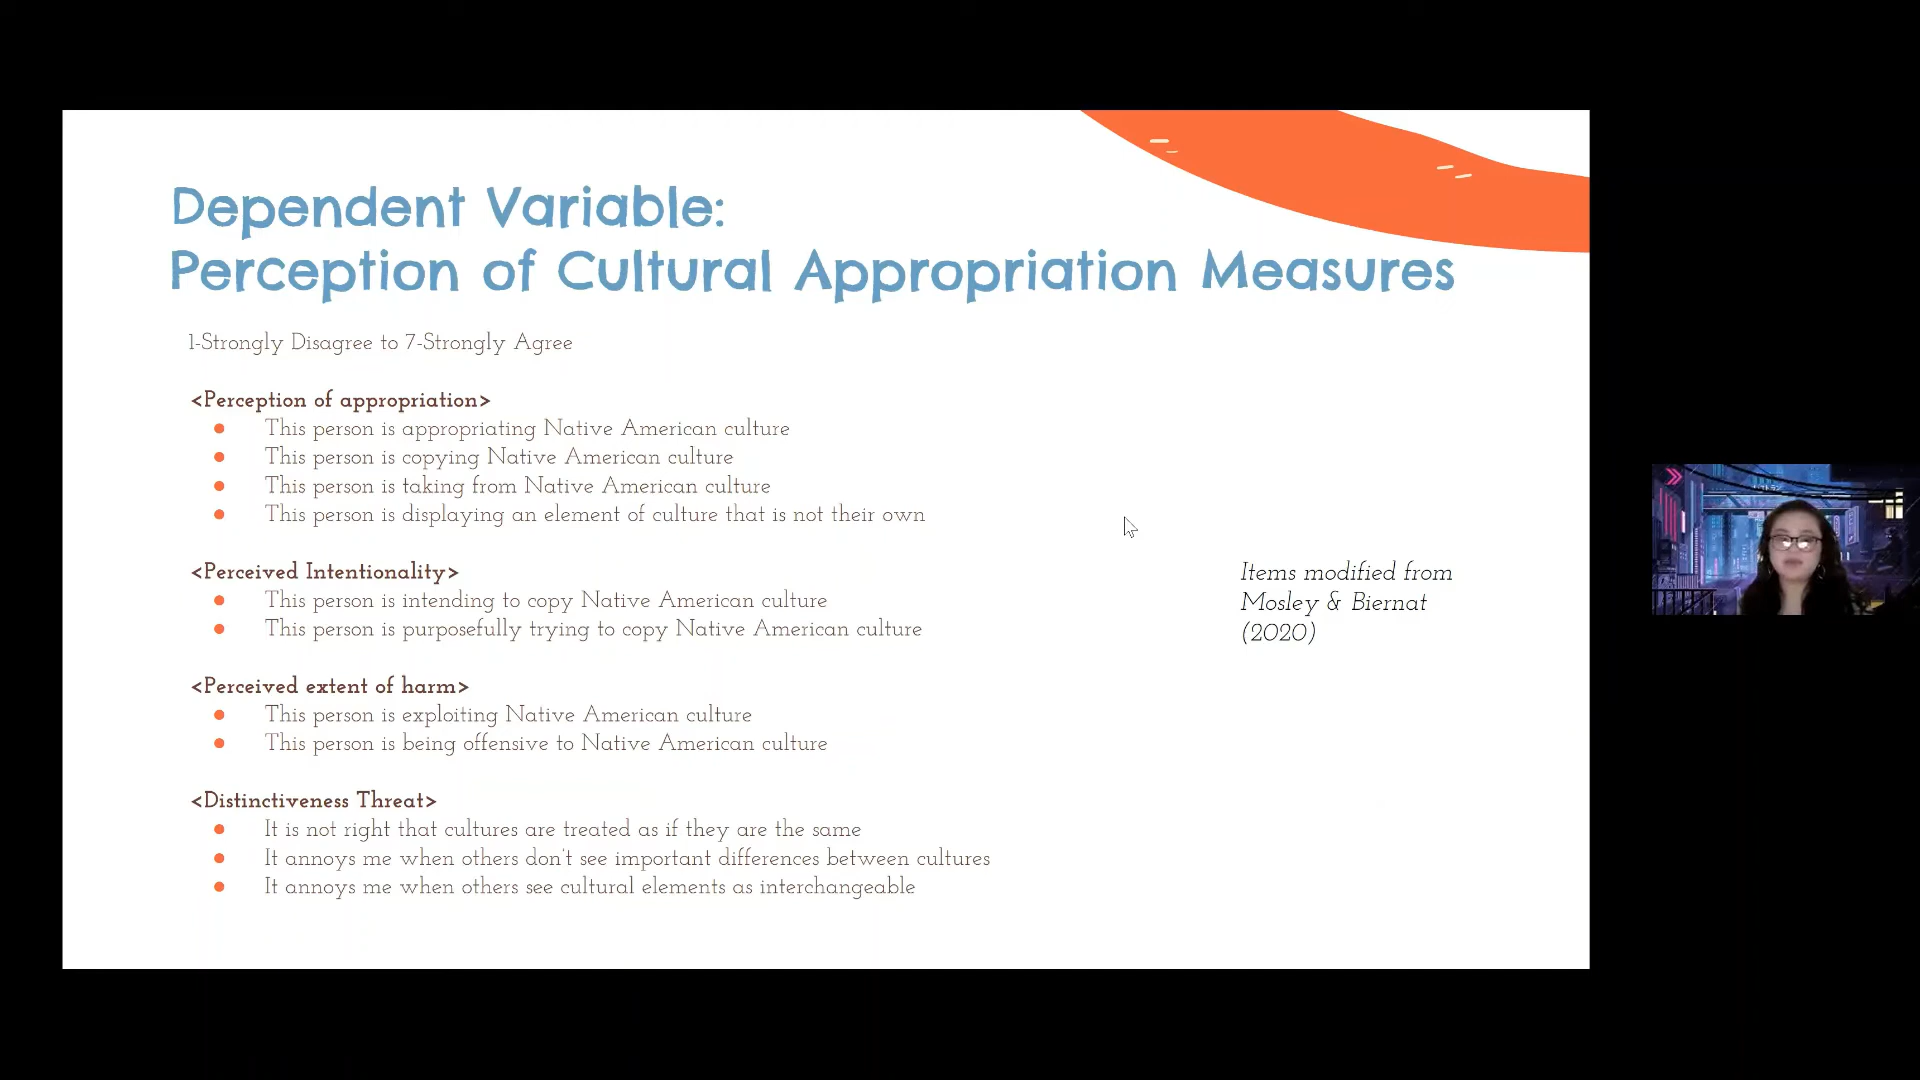 Dependent Variable:
Perception of Cultural Appropriation Measures
1-Strongly Disagree to 7-Strongly Agree
<Perception of appropriation>
● This person is appropriating Native American culture
● This person is copying Native American culture
● This person is taking from Native American culture
● This person is displaying an element of culture that is not their own
<Perceived Intentionality>
● This person is intending to copy Native American culture
● This person is purposefully trying to copy Native American culture
<Perceived extent of harm>
● This person is exploiting Native American culture
● This person is being offensive to Native American culture
<Distinctiveness Threat>
● It is not right that cultures are treated as if they are the same
● It annoys me when others don't see important differences between cultures
● It annoys me when others see cultural elements as interchangeable
Items modified from
Mosley & Biernat
(2020)